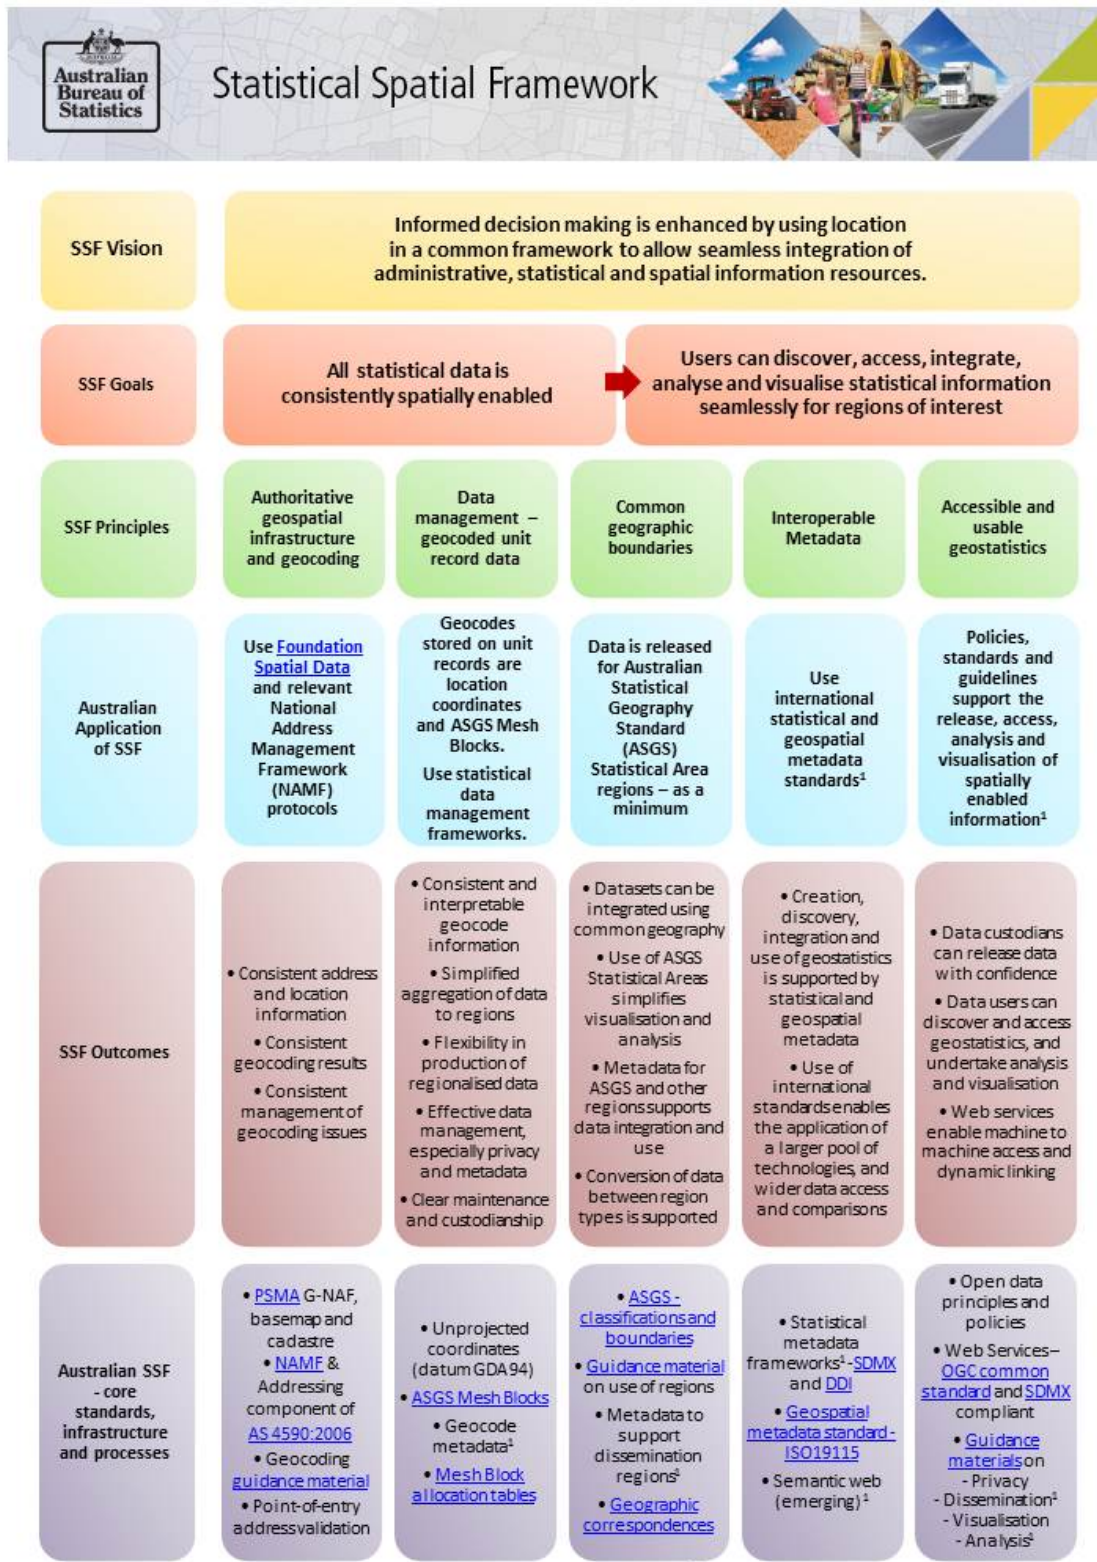 Australian
Bureau of
Statistics
Statistical Spatial Framework
SSF Vision
Informed decision making is enhanced by using location
in a common framework to allow seamless integration of
administrative, statistical and spatial information resources.
SSF Goals
All statistical data is
consistently spatially enabled
Users can discover, access, integrate,
analyse and visualise statistical information
seamlessly for regions of interest
SSF Principles
Authoritative
geospatial
infrastructure
and geocoding
Data
management –
geocoded unit
record data
Common
geographic
boundaries
Interoperable
Metadata
Accessible and
usable
geostatistics
Australian
Application
of SSF
Use Foundation
Spatial Data
and relevant
National
Address
Management
Framework
(NAMF)
protocols
Geocodes
stored on unit
records are
location
coordinates
and ASGS Mesh
Blocks.
Use statistical
data
management
frameworks.
Data is released
for Australian
Statistical
Geography
Standard
(ASGS)
Statistical Area
regions – as a
minimum
Use
international
statistical and
geospatial
metadata
standards¹
Policies,
standards and
guidelines
support the
release, access,
analysis and
visualisation of
spatially
enabled
information¹
SSF Outcomes
• Consistent address
and location
information
• Consistent
geocoding results
• Consistent
management of
geocoding issues
• Consistent and
interpretable
geocode
information
• Simplified
aggregation of data
to regions
• Flexibility in
production of
regionalised data
• Effective data
management,
especially privacy
and metadata
• Clear maintenance
and custodianship
• Datasets can be
integrated using
common geography
• Use of ASGS
Statistical Areas
simplifies
visualisation and
analysis
• Metadata for
ASGS and other
regions supports
data integration and
use
• Conversion of data
between region
types is supported
• Creation,
discovery,
integration and
use of geostatistics
is supported by
statistical and
geospatial
metadata
• Use of
international
standards enables
the application of
a larger pool of
technologies, and
wider data access
and comparisons
• Data custodians
can release data
with confidence
• Data users can
discover and access
geostatistics, and
undertake analysis
and visualisation
• Web services
enable machine to
machine access and
dynamic linking
Australian SSF
- core
standards,
infrastructure
and processes
• PSMA G-NAF,
basemap and
cadastre
• NAMF &
Addressing
component of
AS 4590:2006
• Geocoding
guidance material
• Point-of-entry
address validation
• Unprojected
coordinates
(datum GDA94)
• ASGS Mesh Blocks
• Geocode
metadata¹
• Mesh Block
allocation tables
• ASGS -
classifications and
boundaries
• Guidance material
on use of regions
• Metadata to
support
dissemination
regions¹
• Geographic
correspondences
• Statistical
metadata
frameworks¹-SDMX
and DDI
• Geospatial
metadata standard -
ISO19115
• Semantic web
(emerging) ¹
• Open data
principles and
policies
• Web Services–
OGC common
standard and SDMX
compliant
• Guidance
materials on
- Privacy
- Dissemination¹
- Visualisation
- Analysis¹